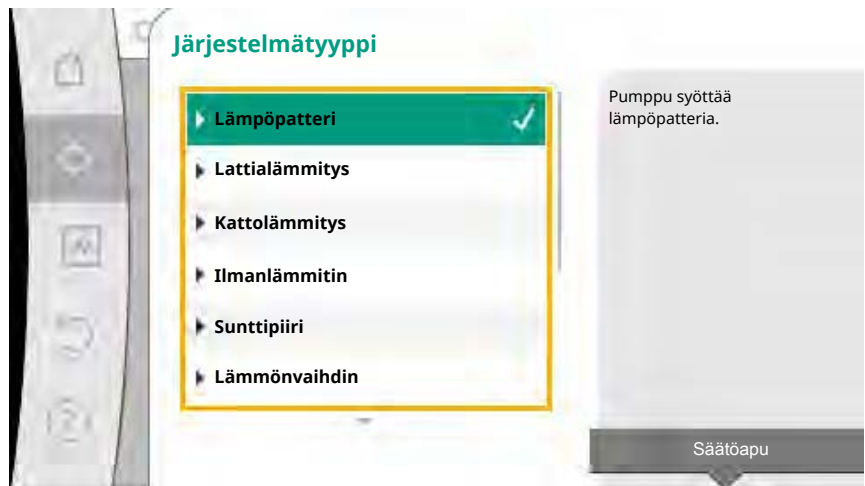 Järjestelmätyyppi
Lämpöpatteri
Lattialämmitys
Kattolämmitys
Ilmanlämmitin
Sunttipiiri
Lämmönvaihdin
Pumppu syöttää
lämpöpatteria.
Säätöapu